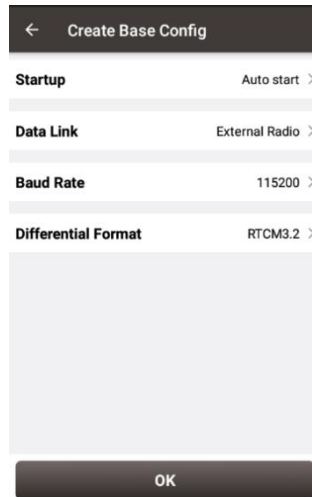 Create Base Config
Startup Auto start
Data Link External Radio
Baud Rate 115200
Differential Format RTCM3.2
OK